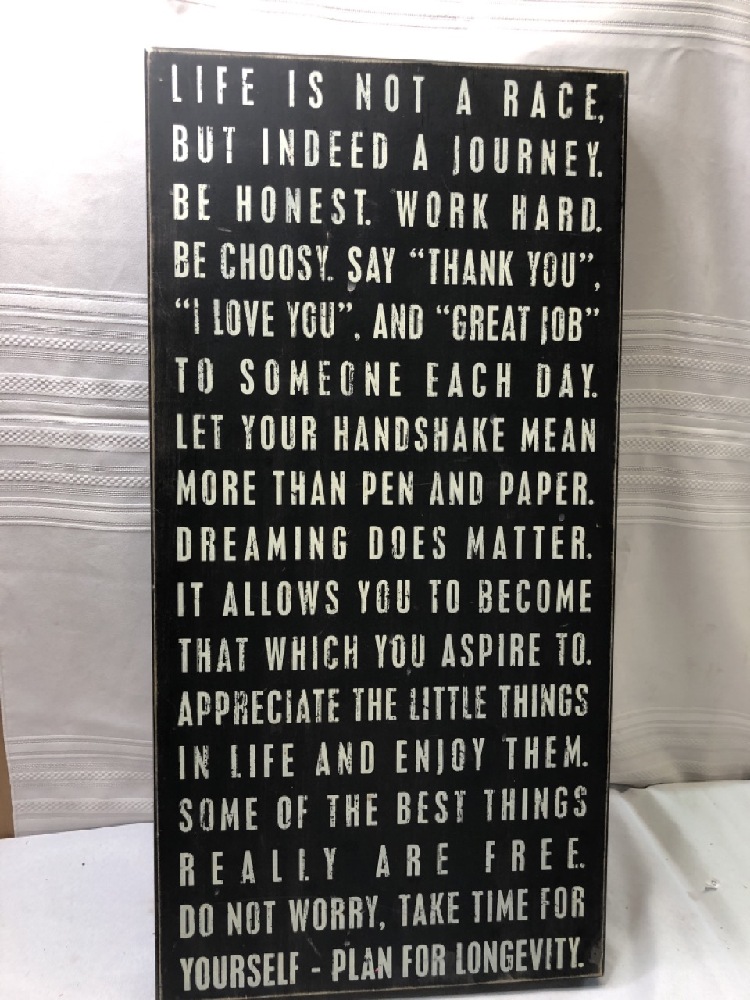 LIFE IS NOT A RACE,
BUT INDEED A JOURNEY.
BE HONEST. WORK HARD.
BE CHOOSY. SAY “THANK YOU”,
“I LOVE YOU”, AND “GREAT JOB”
TO SOMEONE EACH DAY.
LET YOUR HANDSHAKE MEAN
MORE THAN PEN AND PAPER.
DREAMING DOES MATTER.
IT ALLOWS YOU TO BECOME
THAT WHICH YOU ASPIRE TO.
APPRECIATE THE LITTLE THINGS
IN LIFE AND ENJOY THEM.
SOME OF THE BEST THINGS
REALLY ARE FREE.
DO NOT WORRY, TAKE TIME FOR
YOURSELF - PLAN FOR LONGEVITY.